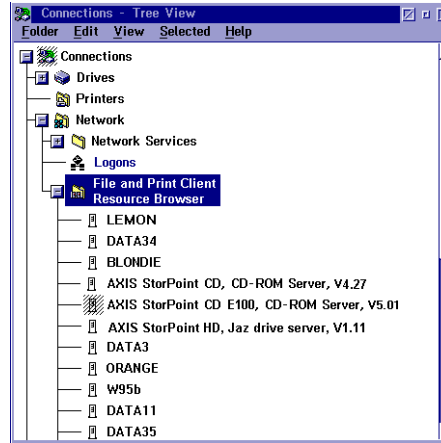 Connections - Tree View
Folder Edit View Selected Help
Connections
Drives
Printers
Network
Network Services
Logons
File and Print Client
Resource Browser
LEMON
DATA34
BLONDIE
AXIS StorPoint CD, CD-ROM Server, V4.27
AXIS StorPoint CD E100, CD-ROM Server, V5.01
AXIS StorPoint HD, Jaz drive server, V1.11
DATA3
ORANGE
W95b
DATA11
DATA35